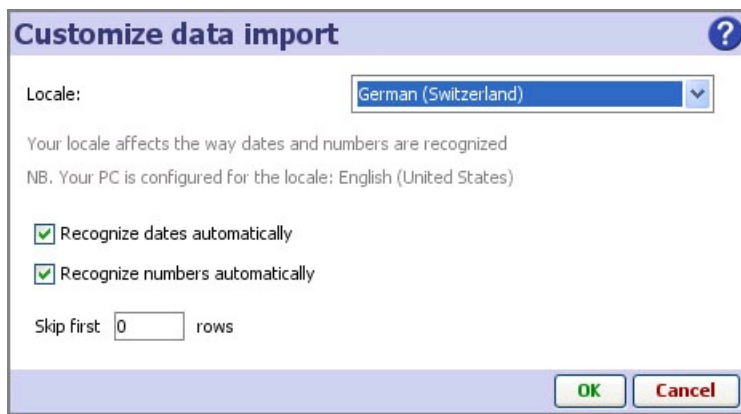 Customize data import
?
Locale: German (Switzerland)
Your locale affects the way dates and numbers are recognized
NB. Your PC is configured for the locale: English (United States)
Recognize dates automatically
Recognize numbers automatically
Skip first 0 rows
OK Cancel